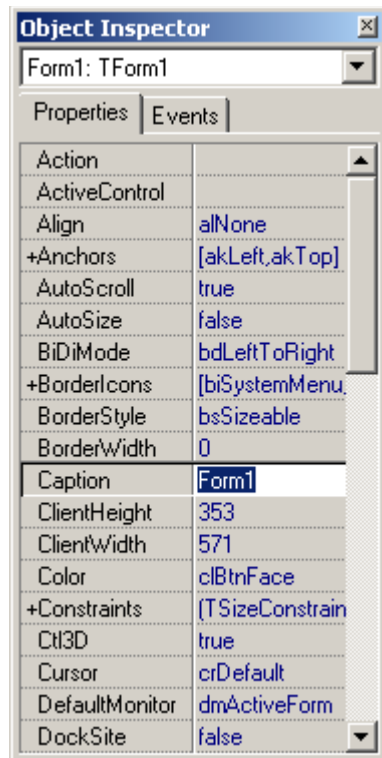 Object Inspector
Form1: TForm1
Properties Events
Action
ActiveControl
Align alNone
+Anchors [akLeft,akTop]
AutoScroll true
AutoSize false
BiDiMode bdLeftToRight
+BorderIcons [biSystemMenu,
BorderStyle bsSizeable
BorderWidth 0
Caption Form1
ClientHeight 353
ClientWidth 571
Color clBtnFace
+Constraints (TSizeConstrain
Ctl3D true
Cursor crDefault
DefaultMonitor dmActiveForm
DockSite false